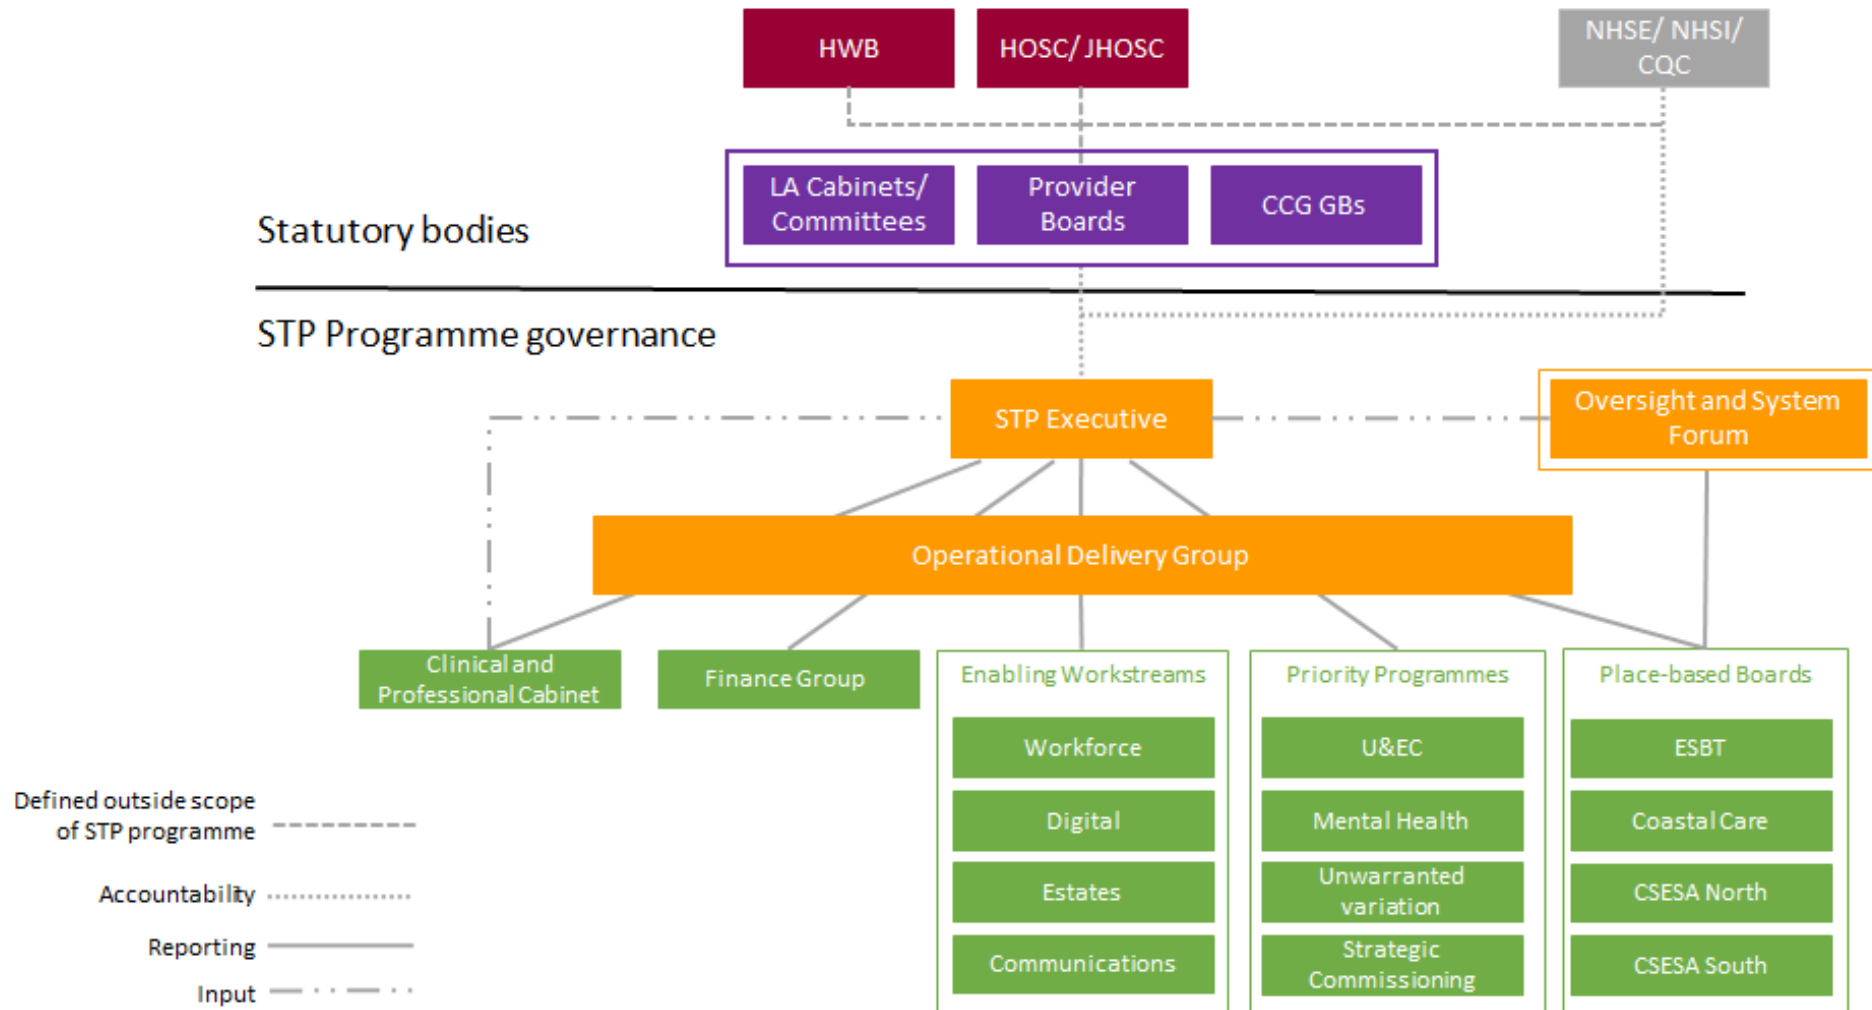 HWB
HOSC/ JHOSC
NHSE/ NHSI/
CQC
LA Cabinets/
Committees
Provider
Boards
CCG GBs
Statutory bodies
STP Programme governance
STP Executive
Oversight and System
Forum
Operational Delivery Group
Clinical and
Professional Cabinet
Finance Group
Enabling Workstreams
Workforce
Digital
Estates
Communications
Priority Programmes
U&EC
Mental Health
Unwarranted
variation
Strategic
Commissioning
Place-based Boards
ESBT
Coastal Care
CSESA North
CSESA South
Defined outside scope
of STP programme
Accountability
Reporting
Input